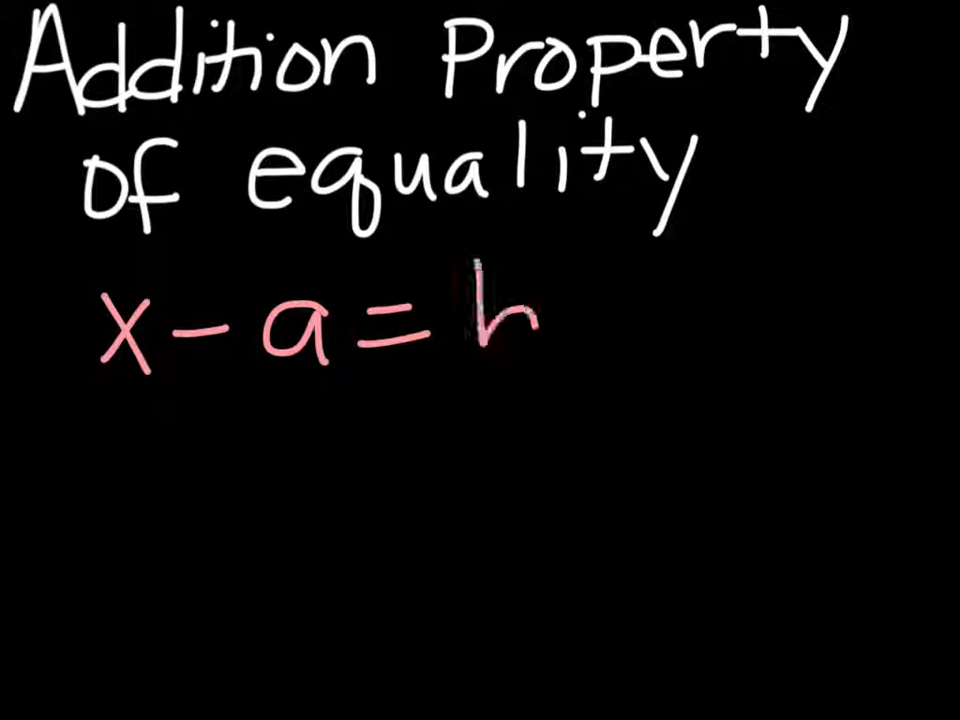 Addition Property
of equality
x - a = h